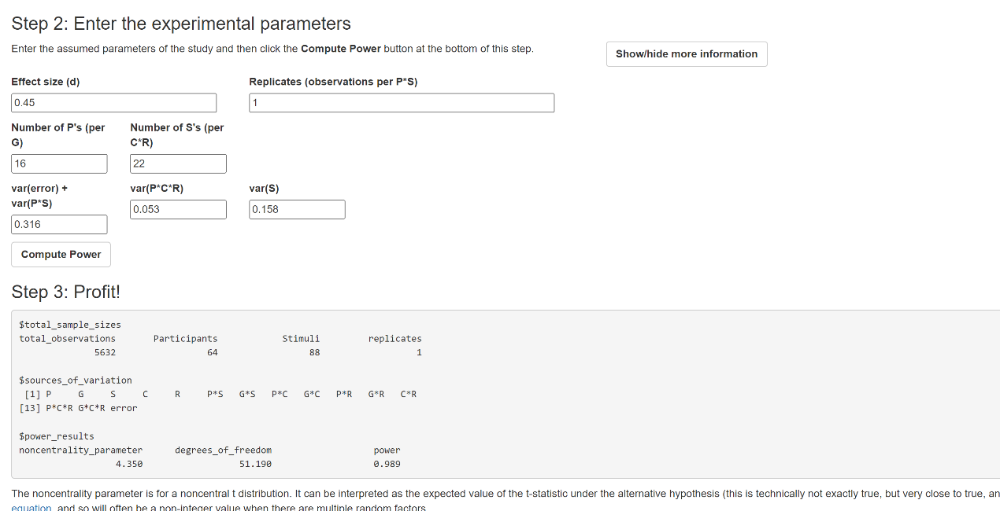 Step 2: Enter the experimental parameters
Enter the assumed parameters of the study and then click the Compute Power button at the bottom of this step.
Show/hide more information
Effect size (d) Replicates (observations per P*S)
0.45 1
Number of P's (per Number of S's (per
G) C*R)
16 22
var(error) + var(P*C*R) var(S)
var(P*S)
0.053 0.158
0.316
Compute Power
Step 3: Profit!
$total_sample_sizes
total_observations Participants Stimuli replicates
5632 64 88 1
$sources_of_variation
[1] P G S C R P*S G*S P*C G*C P*R G*R C*R
[13] P*C*R G*C*R error
$power_results
noncentrality_parameter degrees_of_freedom power
4.350 51.190 0.989
The noncentrality parameter is for a noncentral t distribution. It can be interpreted as the expected value of the t-statistic under the alternative hypothesis (this is technically not exactly true, but very close to true, an
equation, and so will often be a non-integer value when there are multiple random factors.